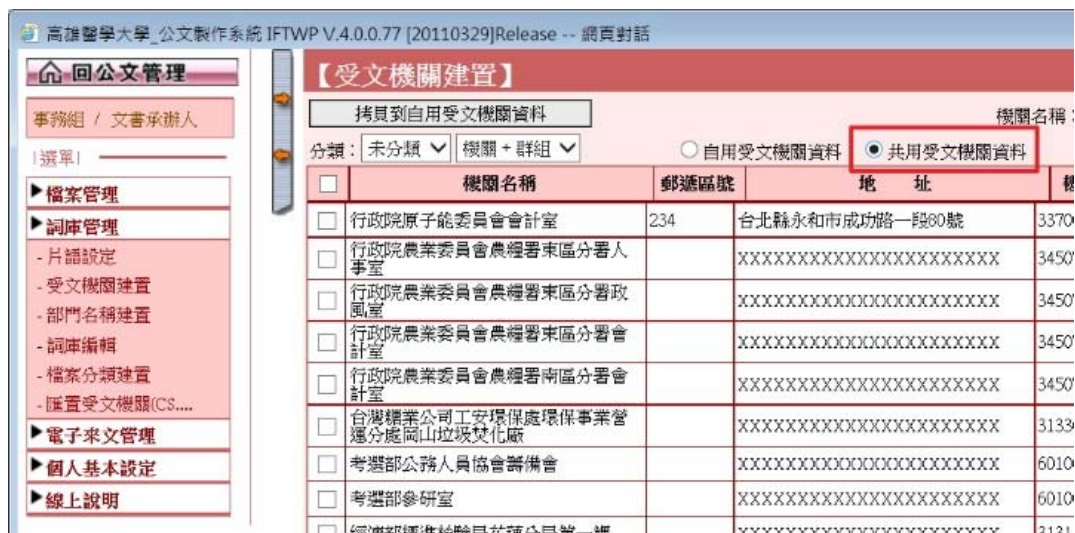 高雄醫學大學_公文製作系統 IFTWP V.4.0.0.77 [20110329]Release -- 網頁對話
回公文管理
事務組 / 文書承辦人
|選單|
檔案管理
詞庫管理
- 片語設定
- 受文機關建置
- 部門名稱建置
- 詞庫編輯
- 檔案分類建置
- 匯置受文機關(CS....
電子來文管理
個人基本設定
線上說明
【受文機關建置】
拷貝到自用受文機關資料
機關名稱:
分類: 未分類 機關+群組 自用受文機關資料 共用受文機關資料
機關名稱 郵遞區號 地 址
行政院原子能委員會會計室 234 台北縣永和市成功路一段80號 3370
行政院農業委員會農糧署東區分署人
事室 XXXXXXXXXXXXXXXXXXXXXX 3450
行政院農業委員會農糧署東區分署政
風室 XXXXXXXXXXXXXXXXXXXXXX 3450
行政院農業委員會農糧署東區分署會
計室 XXXXXXXXXXXXXXXXXXXXXX 3450
行政院農業委員會農糧署南區分署會
計室 XXXXXXXXXXXXXXXXXXXXXX 3450
台灣糖業公司工安環保處環保事業營
運分處岡山垃圾焚化廠 XXXXXXXXXXXXXXXXXXXXXX 3133
考選部公務人員協會籌備會 XXXXXXXXXXXXXXXXXXXXXX 6010
考選部參研室 XXXXXXXXXXXXXXXXXXXXXX 6010